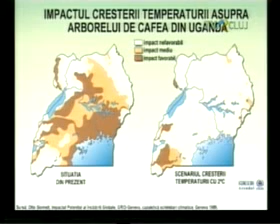 IMPACTUL CRESTERII TEMPERATURII ASUPRA
ARBORELUI DE CAFEA DIN UGANDA
CLUJ
impact nefavorabil
impact mediu
impact favorabil
SITUATIA
DIN PREZENT
SCENARIUL CRESTERII
TEMPERATURII CU 2°C